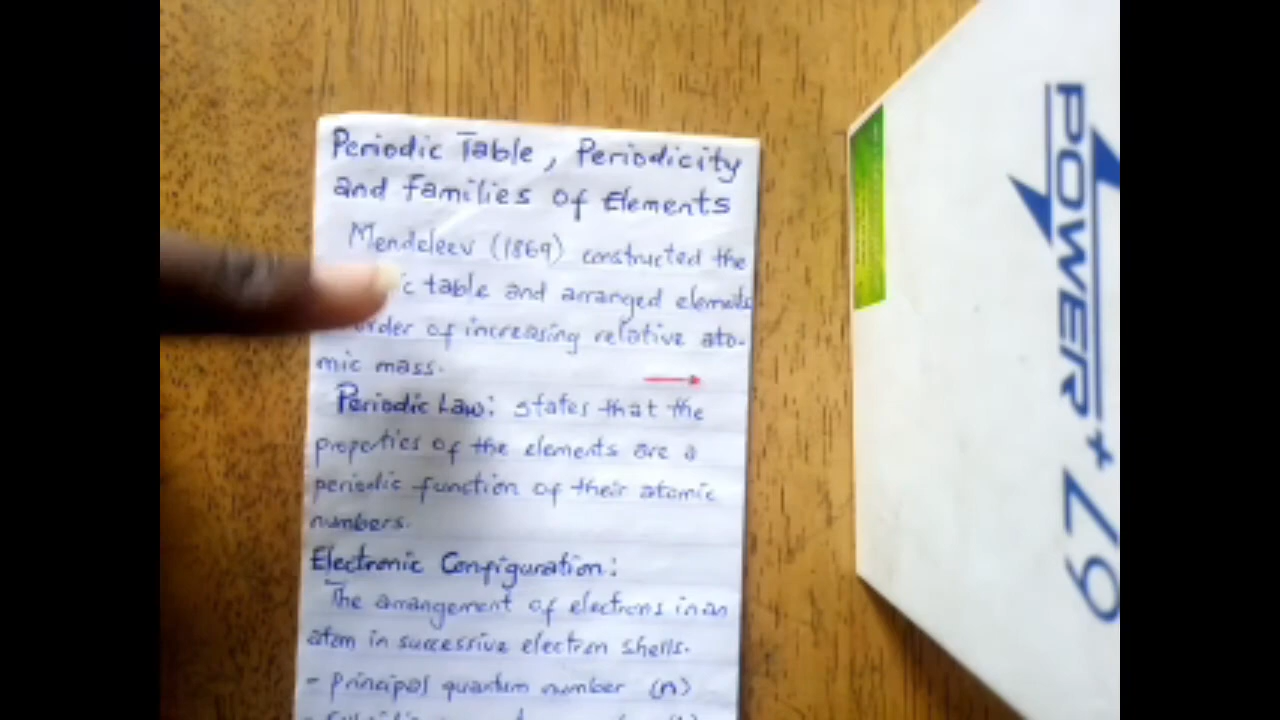 Periodic Table, Periodicity
and Families of Elements
Mendeleev (1869) constructed the
table and arranged elements
order of increasing relative ato-
mic mass.
Periodic Law: states that the
properties of the elements are a
periodic function of their atomic
numbers.
Electronic Configuration:
The arrangement of electrons in an
atom in successive electron shells.
- Principal quantum number (n)
POWER+